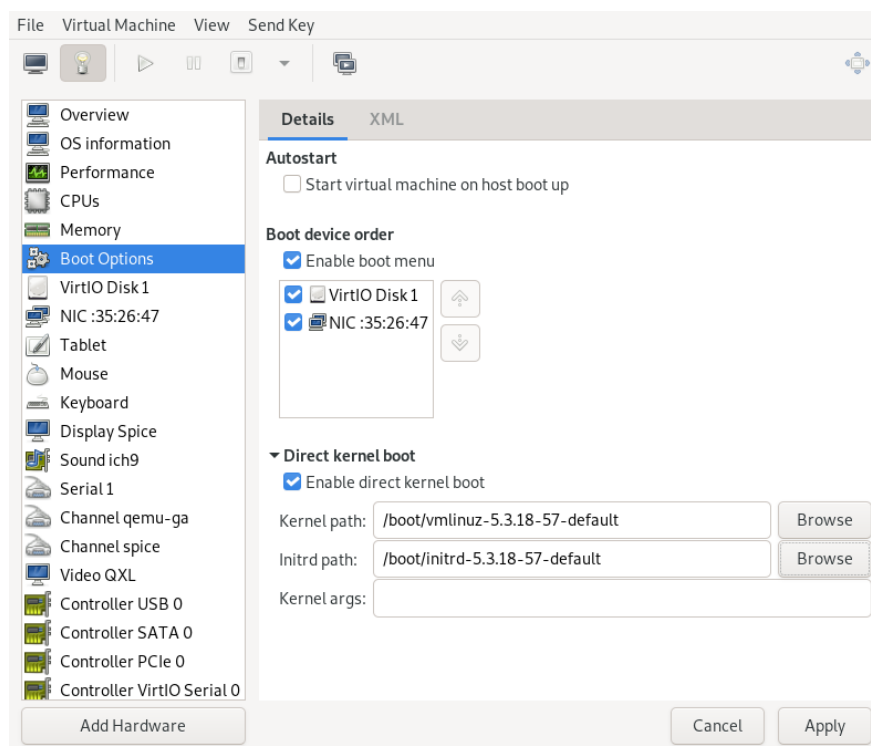 File Virtual Machine View Send Key
Overview
OS information
Performance
CPUs
Memory
Boot Options
VirtIO Disk 1
NIC :35:26:47
Tablet
Mouse
Keyboard
Display Spice
Sound ich9
Serial 1
Channel qemu-ga
Channel spice
Video QXL
Controller USB 0
Controller SATA 0
Controller PCIe 0
Controller VirtIO Serial 0
Add Hardware
Details XML
Autostart
Start virtual machine on host boot up
Boot device order
Enable boot menu
VirtIO Disk 1
NIC :35:26:47
Direct kernel boot
Enable direct kernel boot
Kernel path: /boot/vmlinuz-5.3.18-57-default Browse
Initrd path: /boot/initrd-5.3.18-57-default Browse
Kernel args:
Cancel Apply